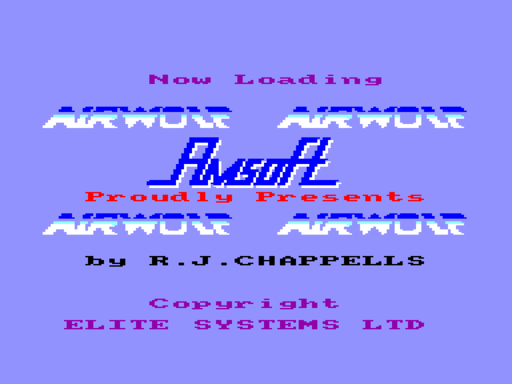 Now Loading
AIRWOLF AIRWOLF
AMSOFT
Proudly Presents
AIRWOLF AIRWOLF
by R.J.CHAPPELLS
Copyright
ELITE SYSTEMS LTD